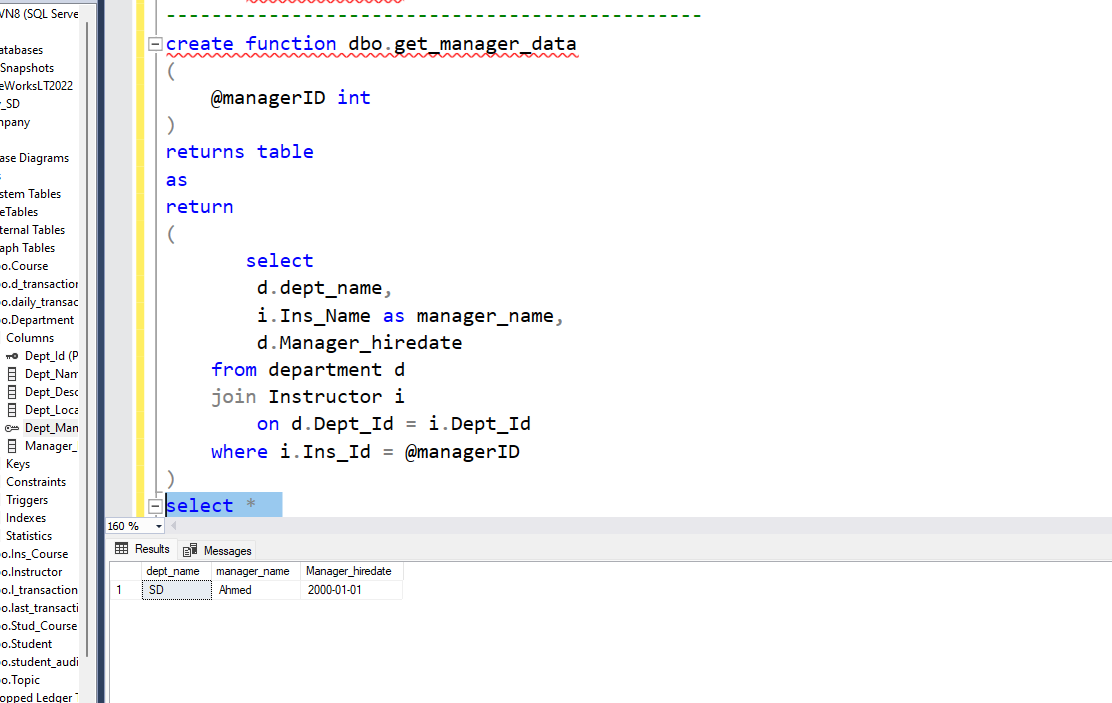 VN8 (SQL Serve
atabases
Snapshots
eWorksLT2022
_SD
mpany
ase Diagrams
s
stem Tables
eTables
ternal Tables
aph Tables
o.Course
o.d_transaction
o.daily_transac
o.Department
Columns
Dept_Id (P
Dept_Nam
Dept_Desc
Dept_Loca
Dept_Man
Manager_
Keys
Constraints
Triggers
Indexes
Statistics
o.Ins_Course
o.Instructor
o.l_transaction
o.last_transacti
o.Stud_Course
o.Student
o.student_audi
o.Topic
opped Ledger T
------------------------------------------------
create function dbo.get_manager_data
(
@managerID int
)
returns table
as
return
(
select
d.dept_name,
i.Ins_Name as manager_name,
d.Manager_hiredate
from department d
join Instructor i
on d.Dept_Id = i.Dept_Id
where i.Ins_Id = @managerID
)
select *
160 %
Results Messages
dept_name manager_name Manager_hiredate
1 SD Ahmed 2000-01-01